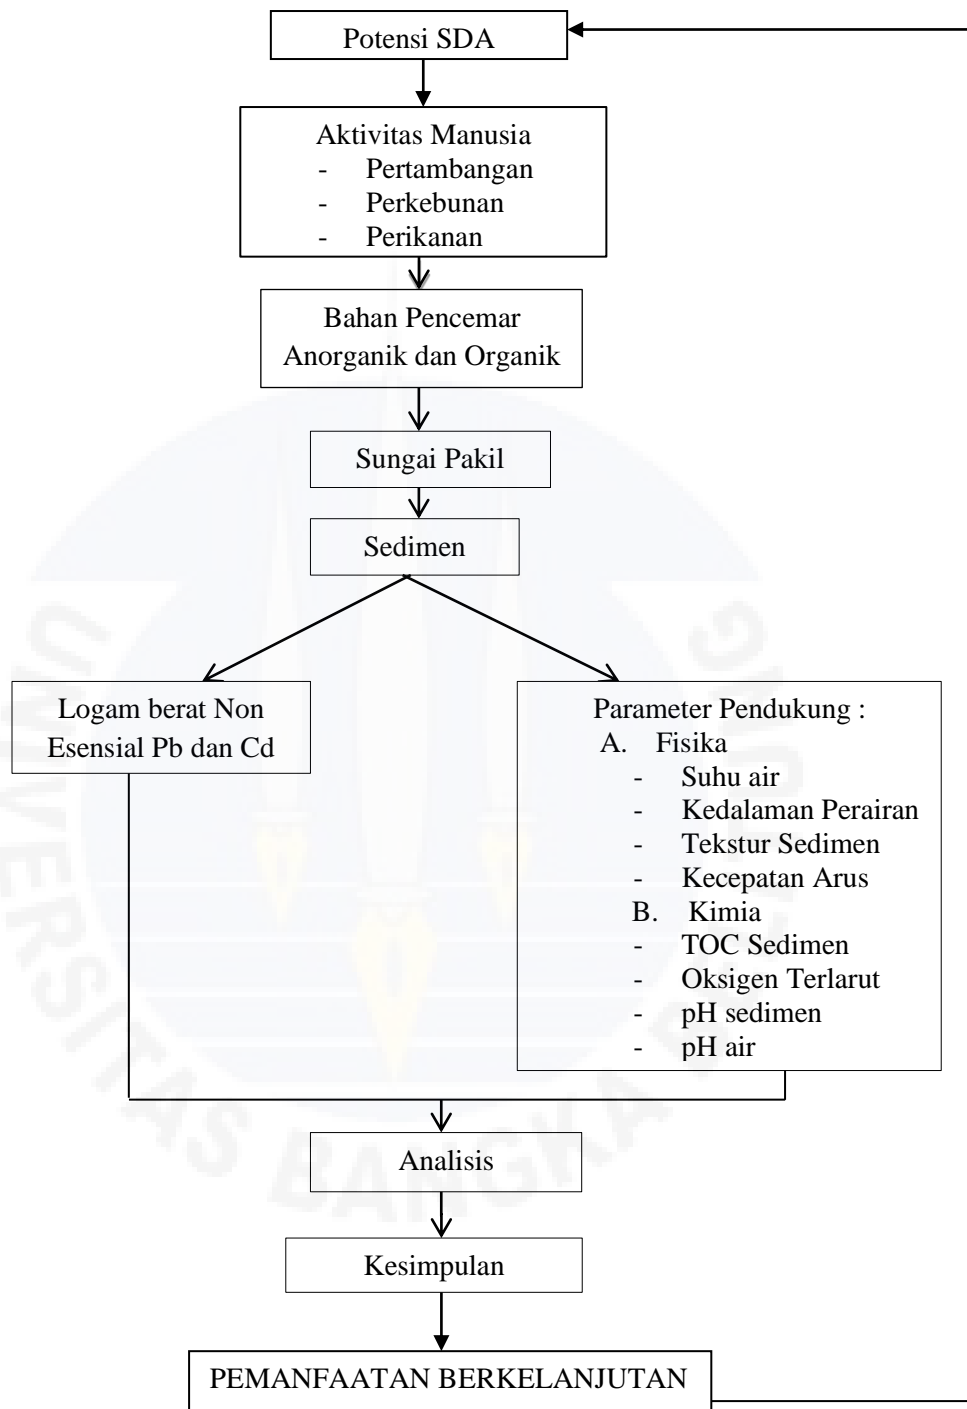 Potensi SDA
Aktivitas Manusia
- Pertambangan
- Perkebunan
- Perikanan
Bahan Pencemar
Anorganik dan Organik
Sungai Pakil
Sedimen
Logam berat Non
Esensial Pb dan Cd
Parameter Pendukung :
A. Fisika
- Suhu air
- Kedalaman Perairan
- Tekstur Sedimen
- Kecepatan Arus
B. Kimia
- TOC Sedimen
- Oksigen Terlarut
- pH sedimen
- pH air
Analisis
Kesimpulan
PEMANFAATAN BERKELANJUTAN
UNIVERSITAS BANGKA